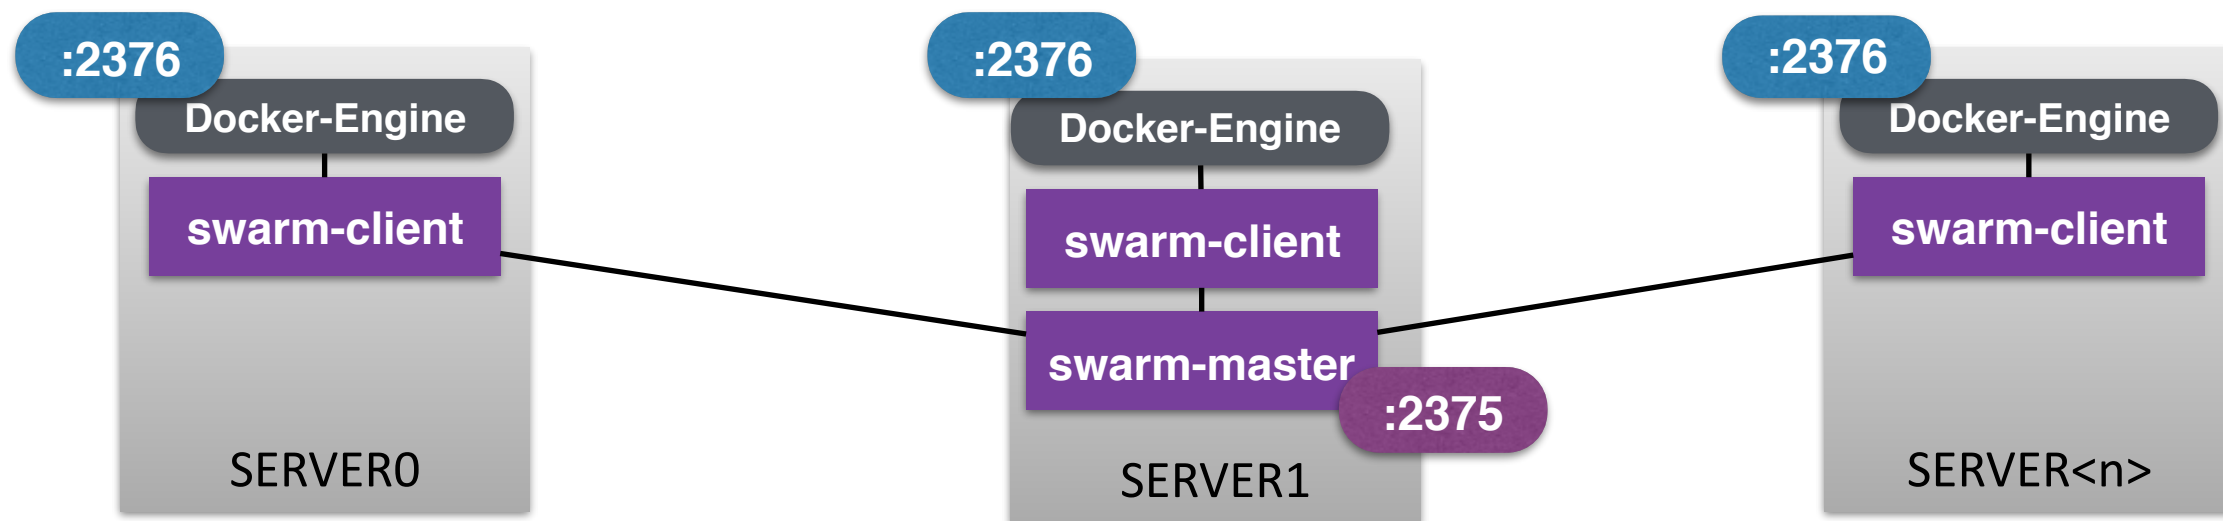 :2376
Docker-Engine
swarm-client
SERVER0
:2376
Docker-Engine
swarm-client
swarm-master
:2375
SERVER1
:2376
Docker-Engine
swarm-client
SERVER<n>